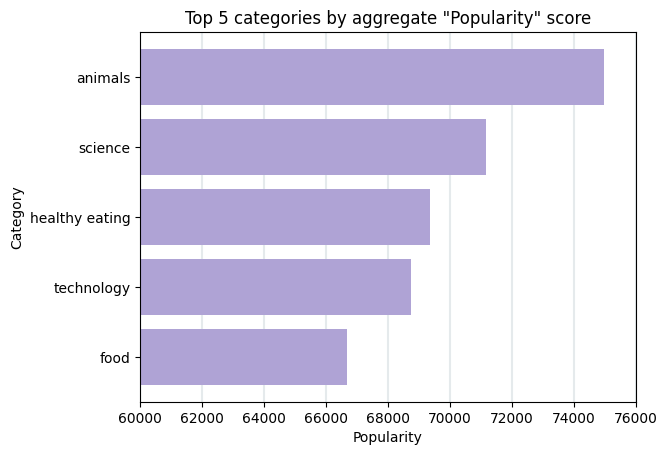 Top 5 categories by aggregate "Popularity" score
Category
animals
science
healthy eating
technology
food
60000 62000 64000 66000 68000 70000 72000 74000 76000
Popularity